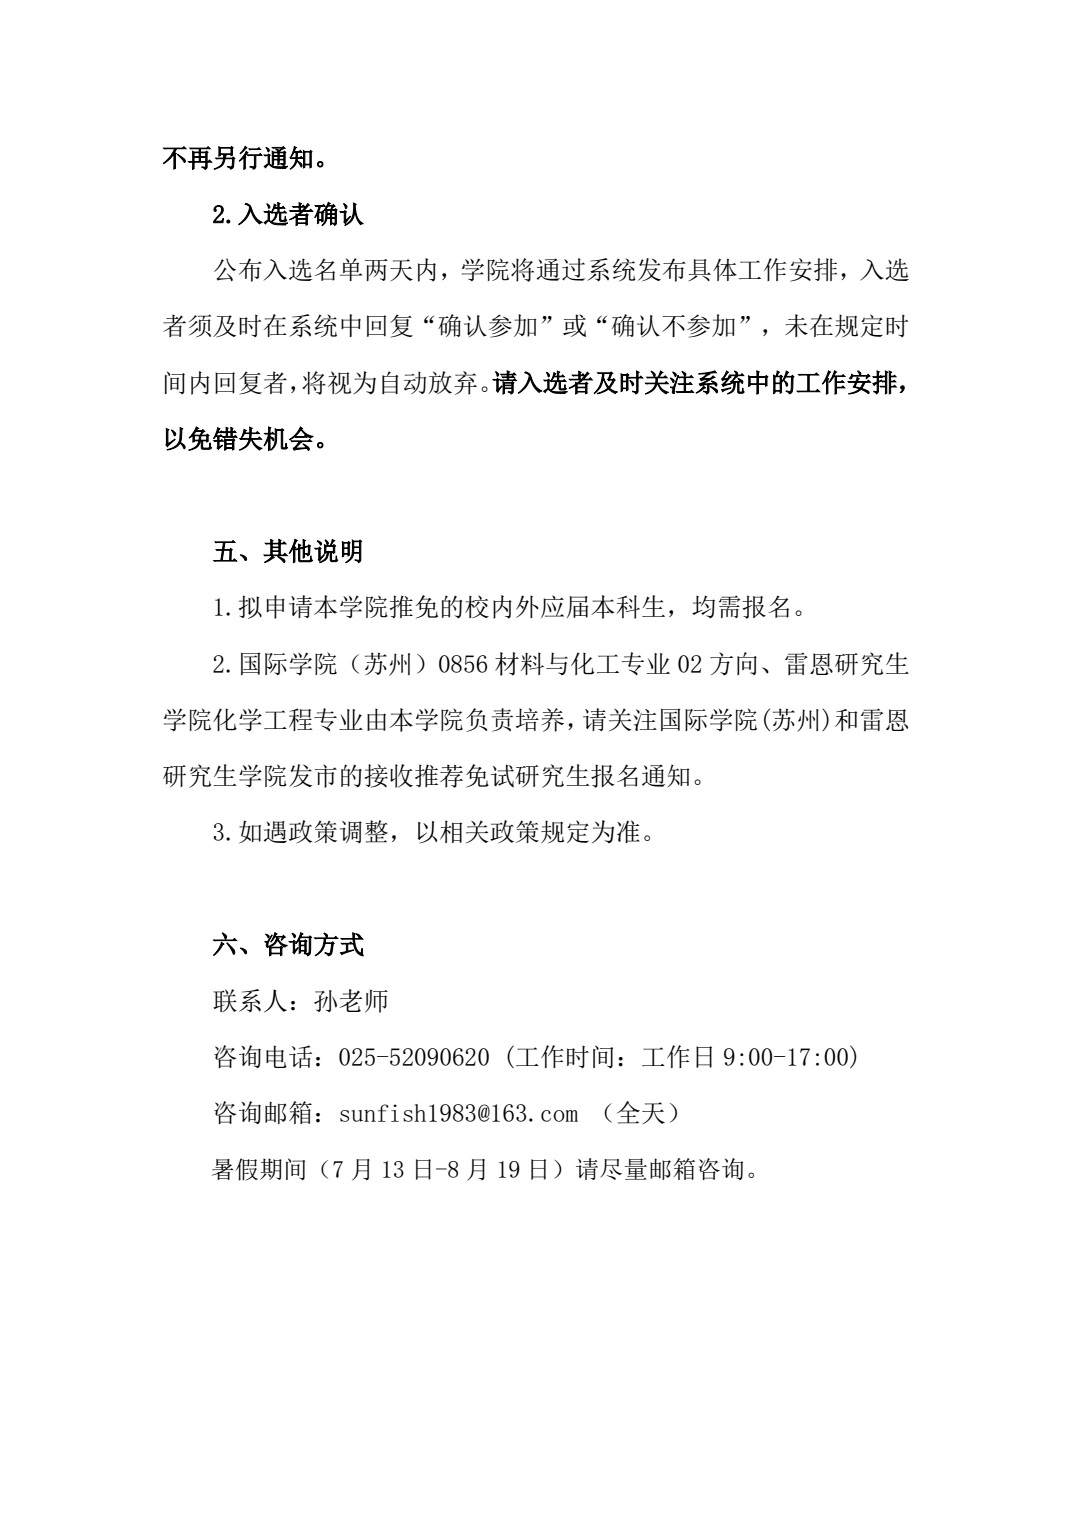 不再另行通知。
2.入选者确认
公布入选名单两天内，学院将通过系统发布具体工作安排，入选
者须及时在系统中回复“确认参加”或“确认不参加”，未在规定时
间内回复者，将视为自动放弃。请入选者及时关注系统中的工作安排，
以免错失机会。
五、其他说明
1.拟申请本学院推免的校内外应届本科生，均需报名。
2.国际学院（苏州）0856 材料与化工专业 02 方向、雷恩研究生
学院化学工程专业由本学院负责培养，请关注国际学院(苏州)和雷恩
研究生学院发市的接收推荐免试研究生报名通知。
3.如遇政策调整，以相关政策规定为准。
六、咨询方式
联系人：孙老师
咨询电话：025-52090620 (工作时间：工作日 9:00-17:00)
咨询邮箱：sunfish1983@163.com （全天）
暑假期间（7 月 13 日-8 月 19 日）请尽量邮箱咨询。